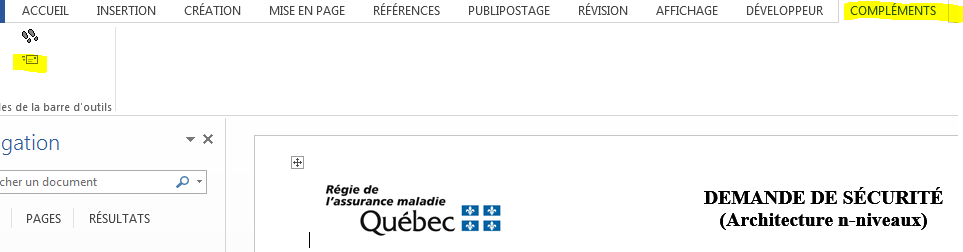 ACCUEIL INSERTION CRÉATION MISE EN PAGE RÉFÉRENCES PUBLIPOSTAGE RÉVISION AFFICHAGE DÉVELOPPEUR COMPLÉMENTS
les de la barre d'outils
gation
cher un document
PAGES RÉSULTATS
Régie de
l'assurance maladie
Québec
DEMANDE DE SÉCURITÉ
(Architecture n-niveaux)